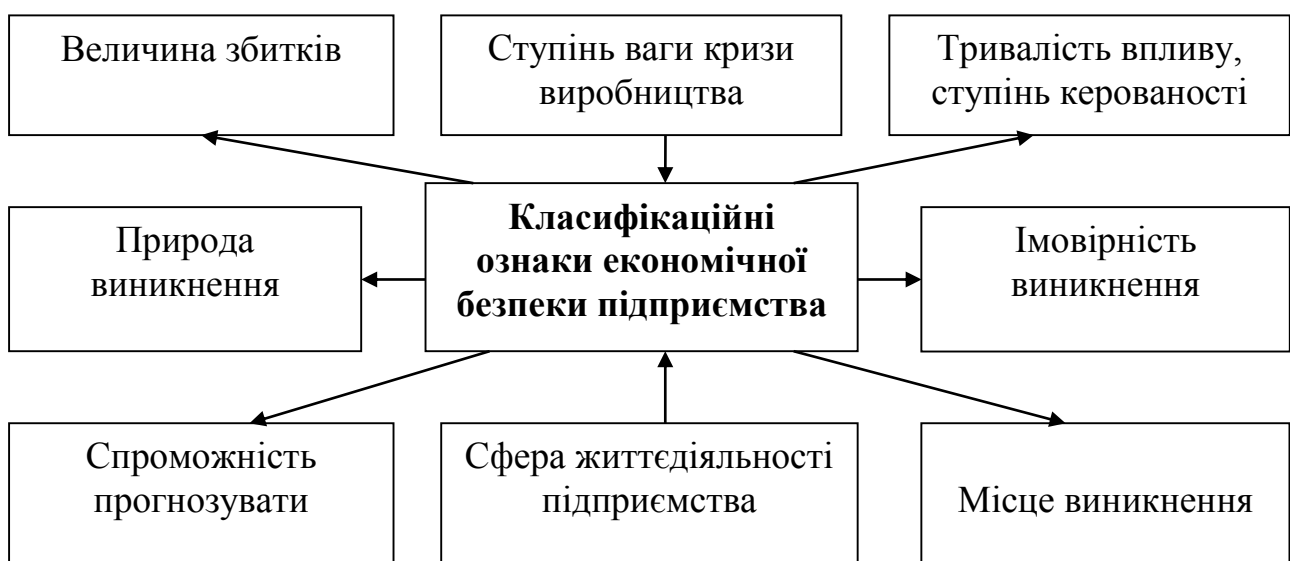 Величина збитків
Ступінь ваги кризи
виробництва
Тривалість впливу,
ступінь керованості
Природа
виникнення
Класифікаційні
ознаки економічної
безпеки підприємства
Імовірність
виникнення
Спроможність
прогнозувати
Сфера життєдіяльності
підприємства
Місце виникнення